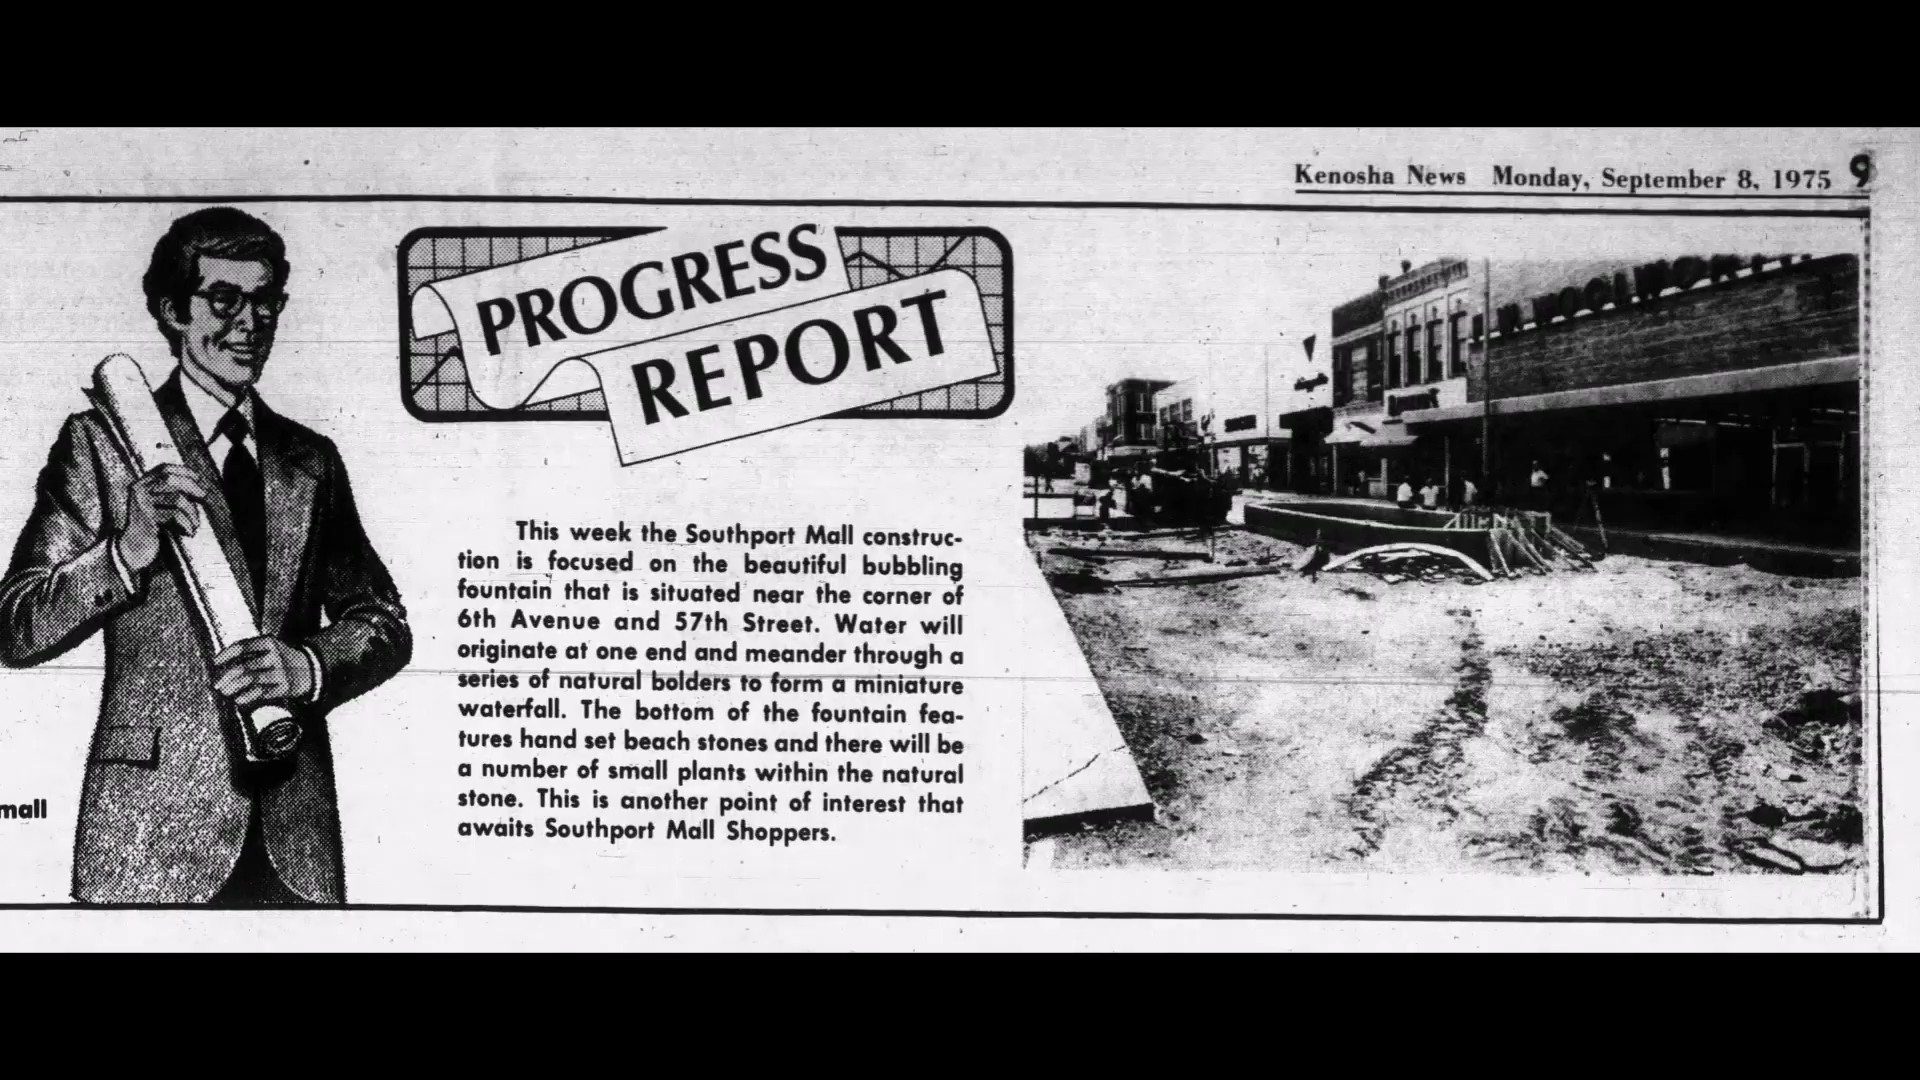 Kenosha News Monday, September 8, 1975 9
PROGRESS
REPORT
WOOLWORTH
This week the Southport Mall construc-
tion is focused on the beautiful bubbling
fountain that is situated near the corner of
6th Avenue and 57th Street. Water will
originate at one end and meander through a
series of natural bolders to form a miniature
waterfall. The bottom of the fountain fea-
tures hand set beach stones and there will be
a number of small plants within the natural
stone. This is another point of interest that
awaits Southport Mall Shoppers.
mall